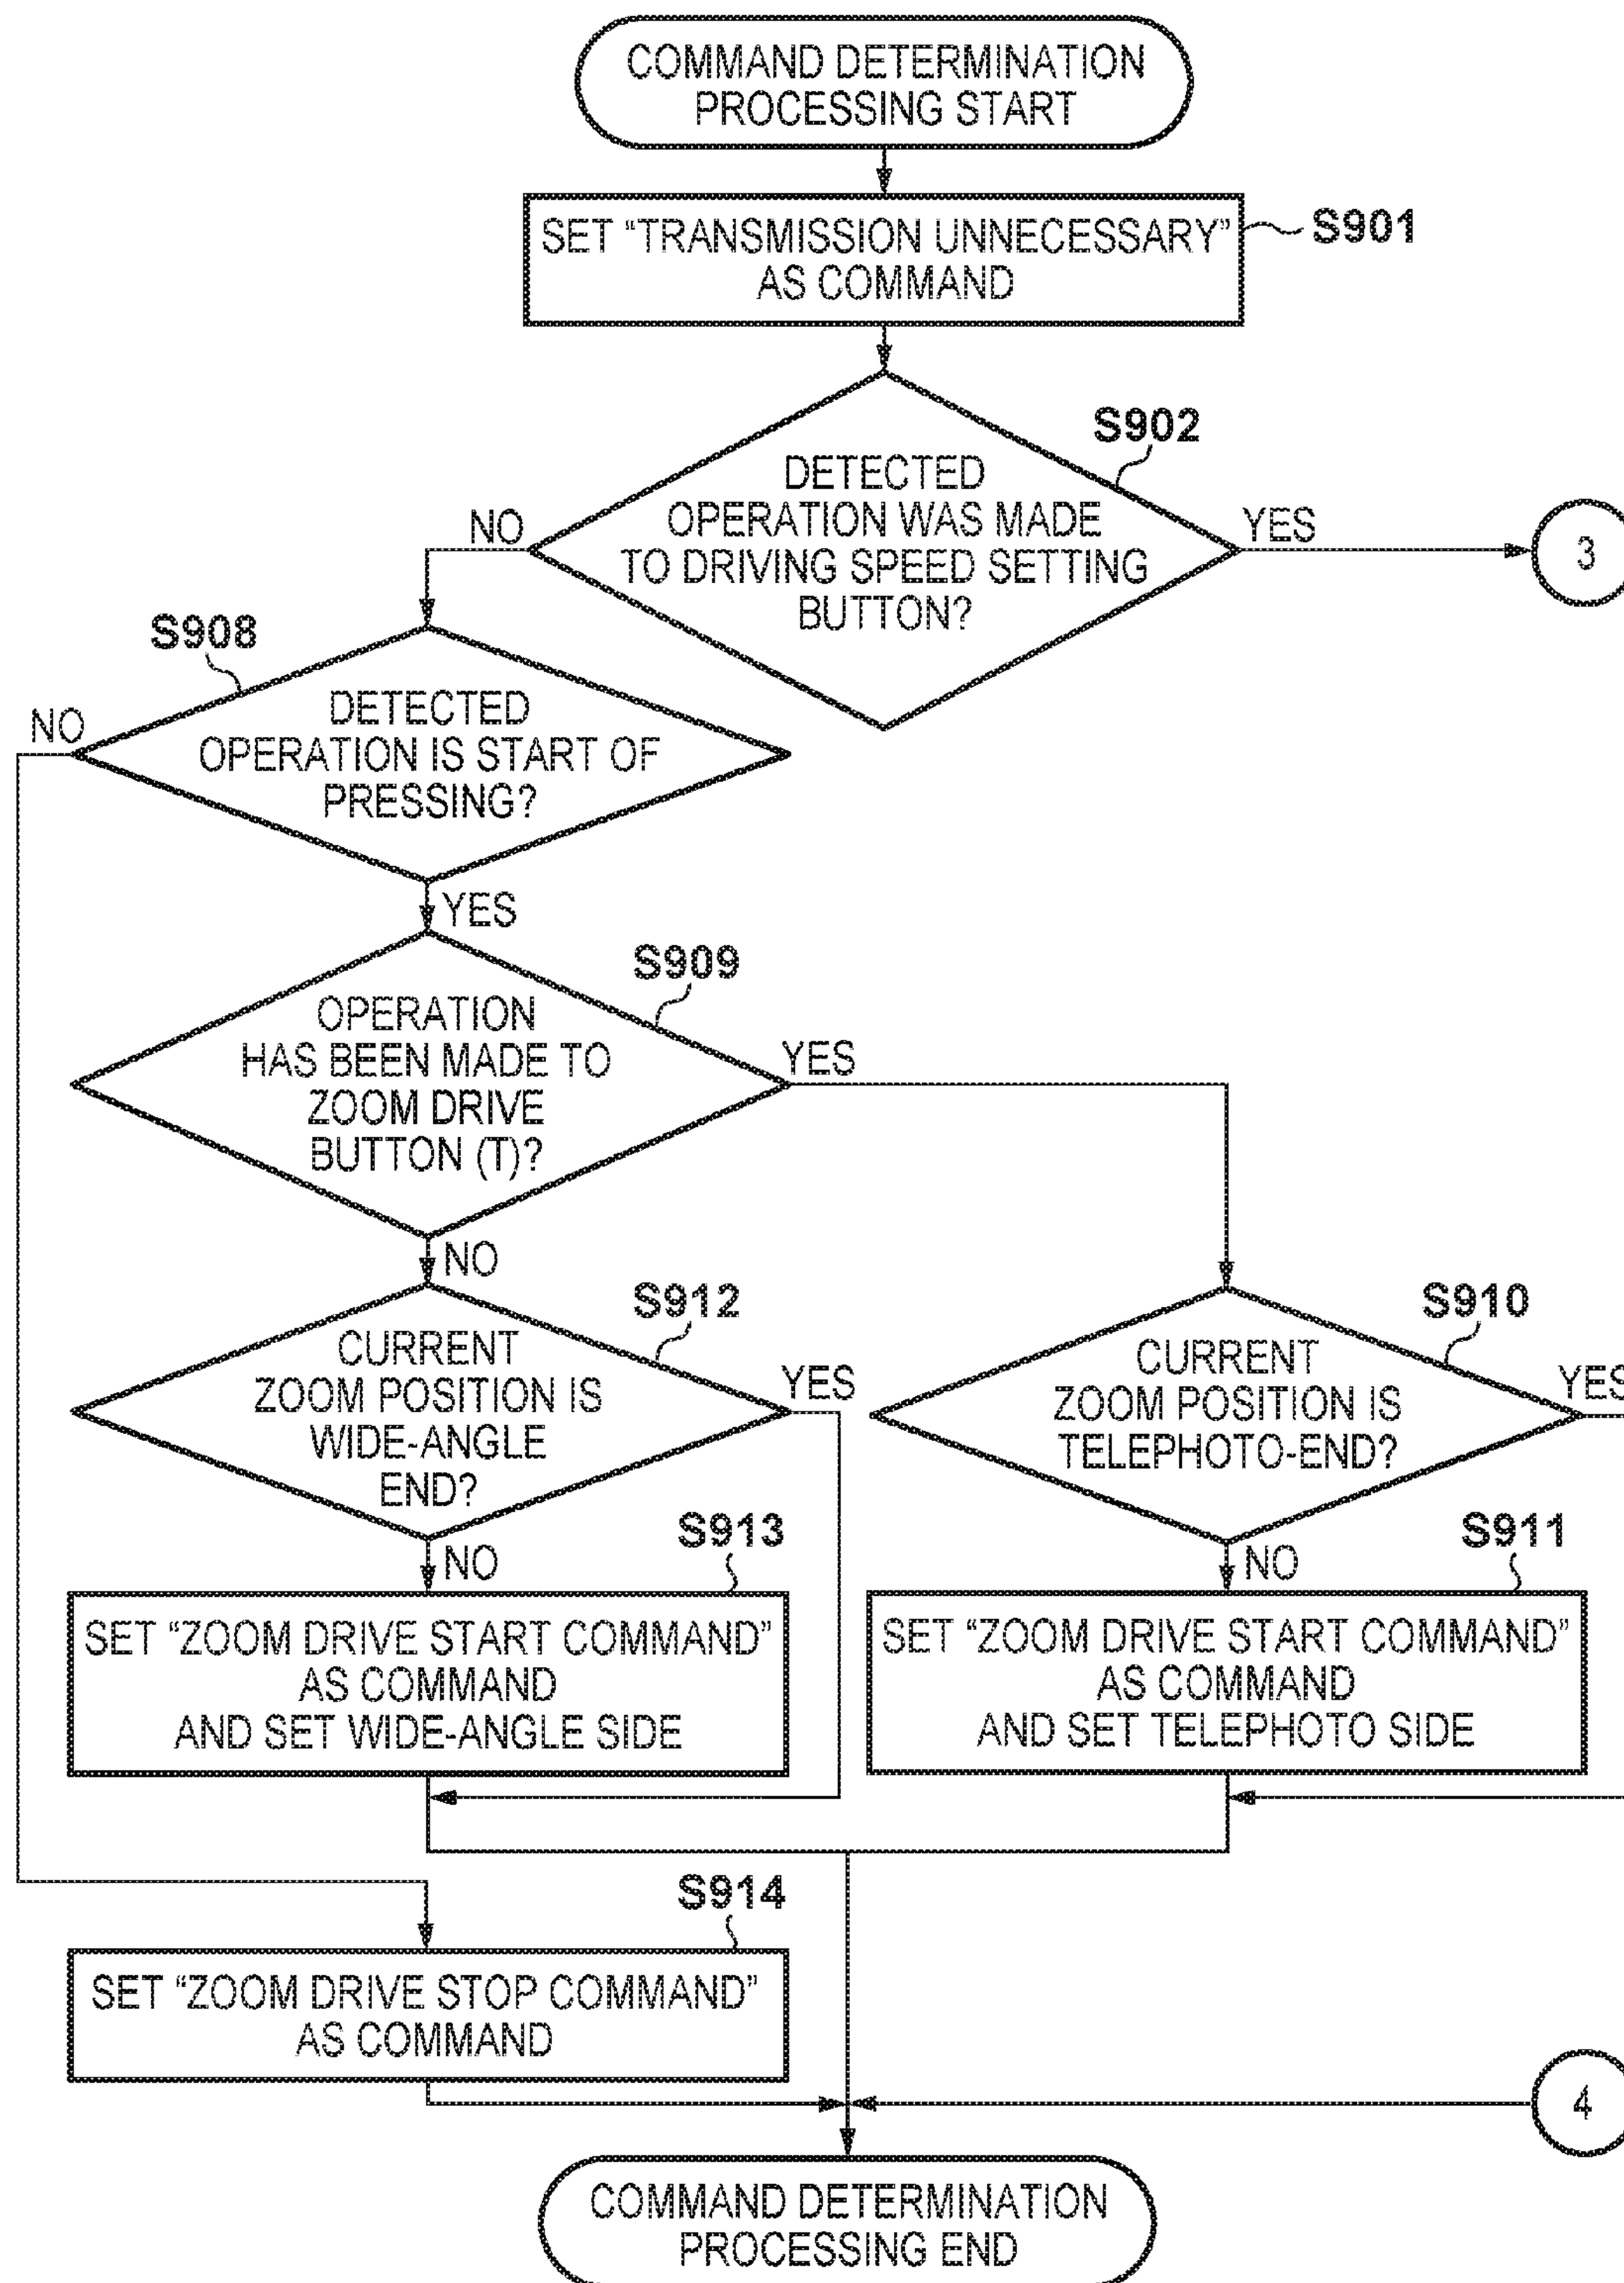 COMMAND DETERMINATION
PROCESSING START
SET “TRANSMISSION UNNECESSARY”
AS COMMAND
S901
S902
DETECTED
OPERATION WAS MADE
TO DRIVING SPEED SETTING
BUTTON?
NO
YES
3
S908
DETECTED
OPERATION IS START OF
PRESSING?
NO
YES
S909
OPERATION
HAS BEEN MADE TO
ZOOM DRIVE
BUTTON (T)?
YES
NO
S912
CURRENT
ZOOM POSITION IS
WIDE-ANGLE
END?
YES
NO
S910
CURRENT
ZOOM POSITION IS
TELEPHOTO-END?
YES
NO
S913
SET “ZOOM DRIVE START COMMAND”
AS COMMAND
AND SET WIDE-ANGLE SIDE
S911
SET “ZOOM DRIVE START COMMAND”
AS COMMAND
AND SET TELEPHOTO SIDE
S914
SET “ZOOM DRIVE STOP COMMAND”
AS COMMAND
4
COMMAND DETERMINATION
PROCESSING END